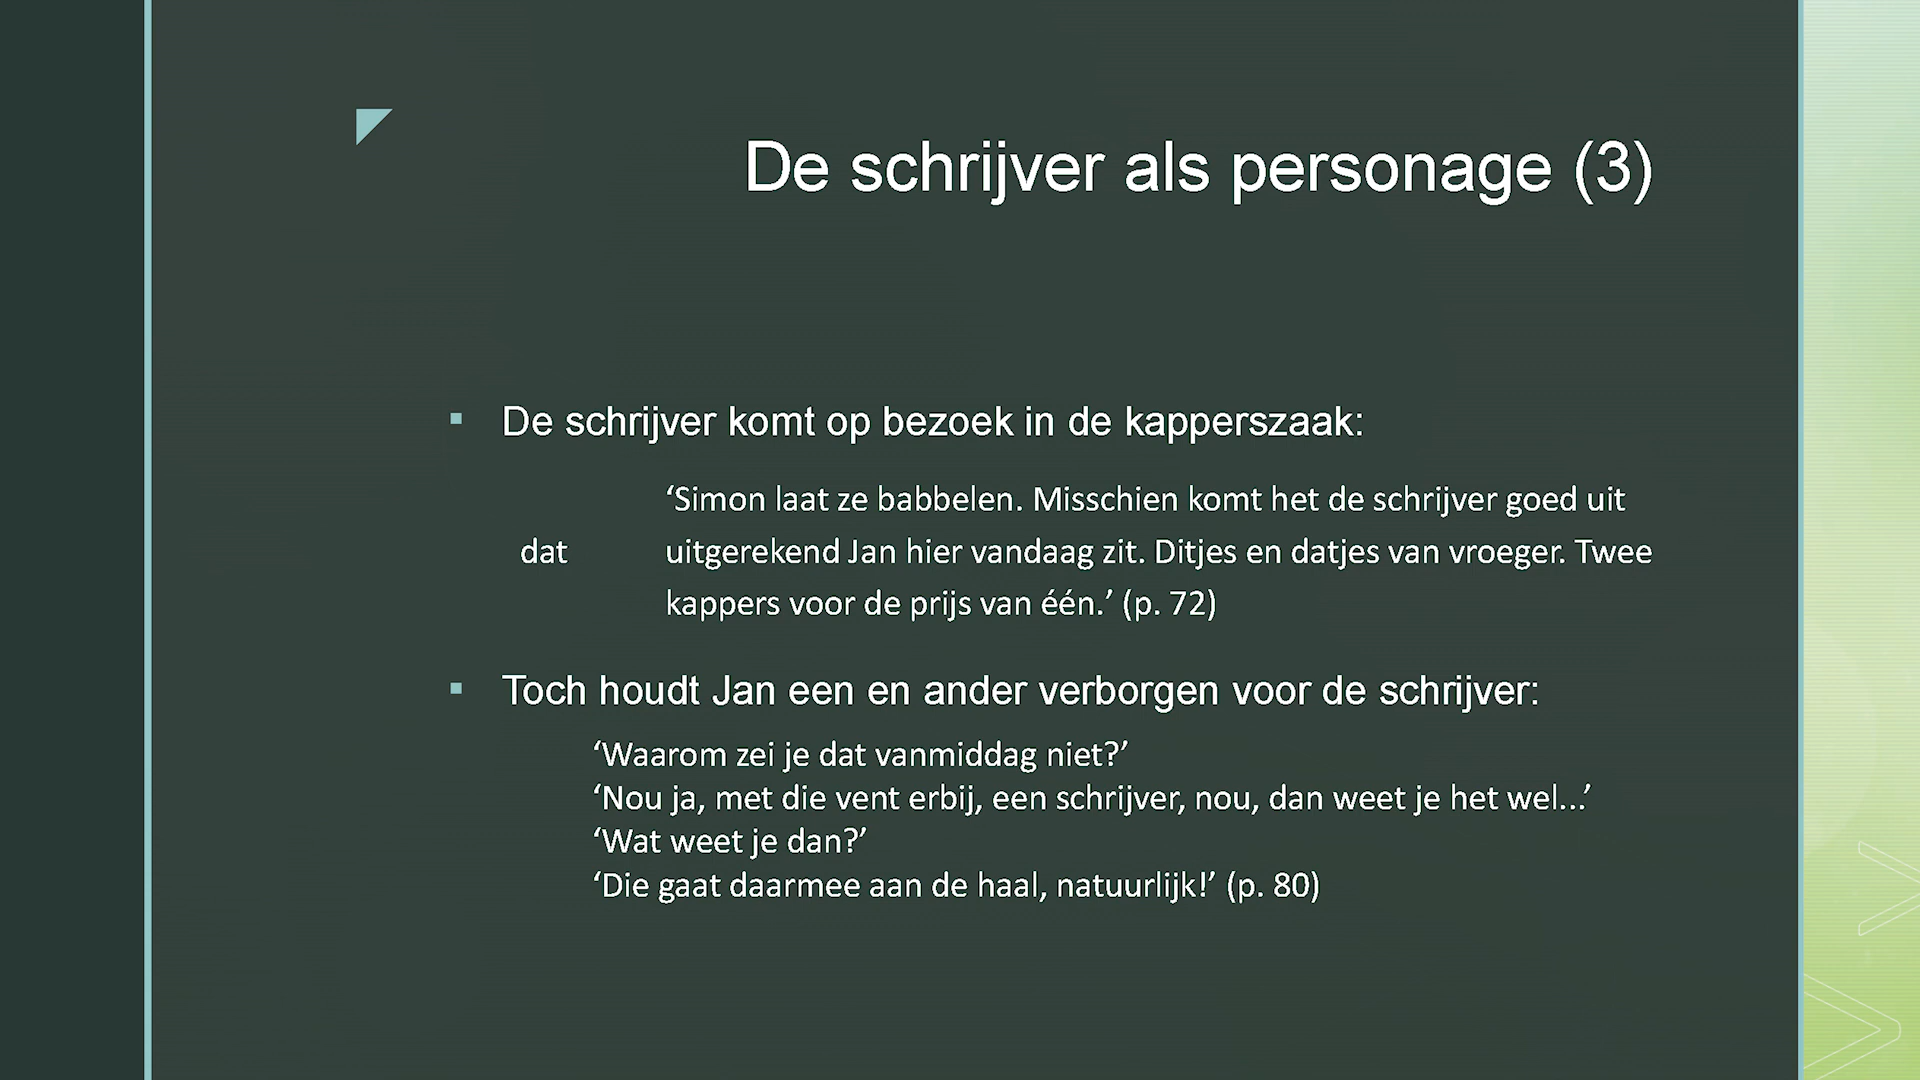 De schrijver als personage (3)
▪ De schrijver komt op bezoek in de kapperszaak:
‘Simon laat ze babbelen. Misschien komt het de schrijver goed uit
dat uitgerekend Jan hier vandaag zit. Ditjes en datjes van vroeger. Twee
kappers voor de prijs van één.’ (p. 72)
▪ Toch houdt Jan een en ander verborgen voor de schrijver:
‘Waarom zei je dat vanmiddag niet?’
‘Nou ja, met die vent erbij, een schrijver, nou, dan weet je het wel...’
‘Wat weet je dan?’
‘Die gaat daarmee aan de haal, natuurlijk!’ (p. 80)